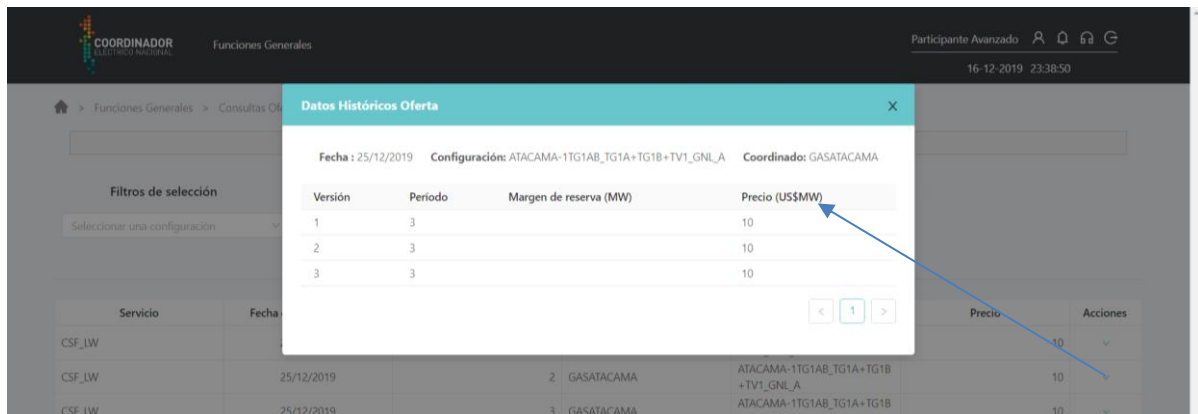 COORDINADOR
ELÉCTRICO NACIONAL
Funciones Generales
Participante Avanzado
16-12-2019 23:38:50
> Funciones Generales > Consultas
Datos Históricos Oferta X
Fecha : 25/12/2019 Configuración: ATACAMA-1TG1AB_TG1A+TG1B+TV1_GNL_A Coordinado: GASATACAMA
Filtros de selección
Seleccionar una configuración
Versión Período Margen de reserva (MW) Precio (US$MW)
1 3 10
2 3 10
3 3 10
< 1 >
Servicio Fecha Precio Acciones
CSF_LW 10
CSF_LW 25/12/2019 2 GASATACAMA ATACAMA-1TG1AB_TG1A+TG1B
+TV1_GNL_A 10
CSF_LW 25/12/2019 3 GASATACAMA ATACAMA-1TG1AB_TG1A+TG1B 10